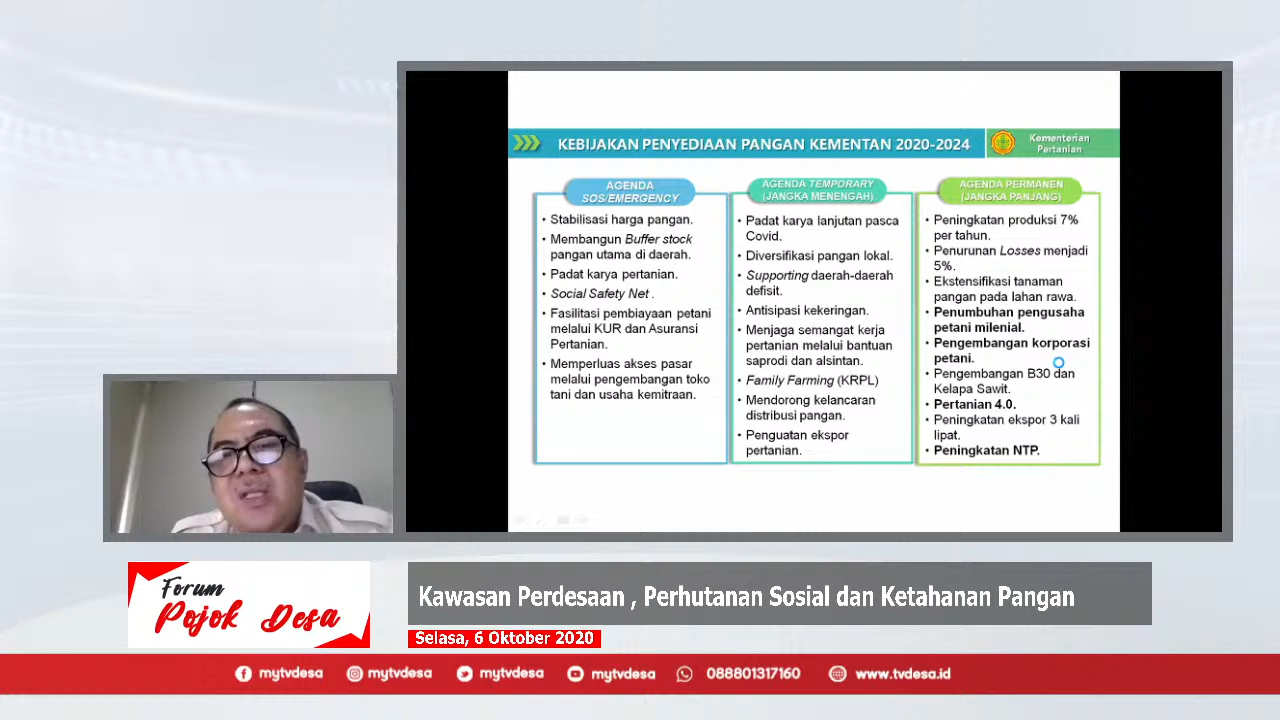 KEBIJAKAN PENYEDIAAN PANGAN KEMENTAN 2020-2024
Kementerian
Pertanian
AGENDA
SOS/EMERGENCY
• Stabilisasi harga pangan.
• Membangun Buffer stock
pangan utama di daerah.
• Padat karya pertanian.
• Social Safety Net .
• Fasilitasi pembiayaan petani
melalui KUR dan Asuransi
Pertanian.
• Memperluas akses pasar
melalui pengembangan toko
tani dan usaha kemitraan.
AGENDA TEMPORARY
(JANGKA MENENGAH)
• Padat karya lanjutan pasca
Covid.
• Diversifikasi pangan lokal.
• Supporting daerah-daerah
defisit.
• Antisipasi kekeringan.
• Menjaga semangat kerja
pertanian melalui bantuan
saprodi dan alsintan.
• Family Farming (KRPL)
• Mendorong kelancaran
distribusi pangan.
• Penguatan ekspor
pertanian.
AGENDA PERMANEN
(JANGKA PANJANG)
• Peningkatan produksi 7%
per tahun.
• Penurunan Losses menjadi
5%.
• Ekstensifikasi tanaman
pangan pada lahan rawa.
• Penumbuhan pengusaha
petani milenial.
• Pengembangan korporasi
petani.
• Pengembangan B30 dan
Kelapa Sawit.
• Pertanian 4.0.
• Peningkatan ekspor 3 kali
lipat.
• Peningkatan NTP.
Forum
Pojok Desa
Kawasan Perdesaan , Perhutanan Sosial dan Ketahanan Pangan
Selasa, 6 Oktober 2020
mytvdesa mytvdesa mytvdesa mytvdesa 088801317160 www.tvdesa.id